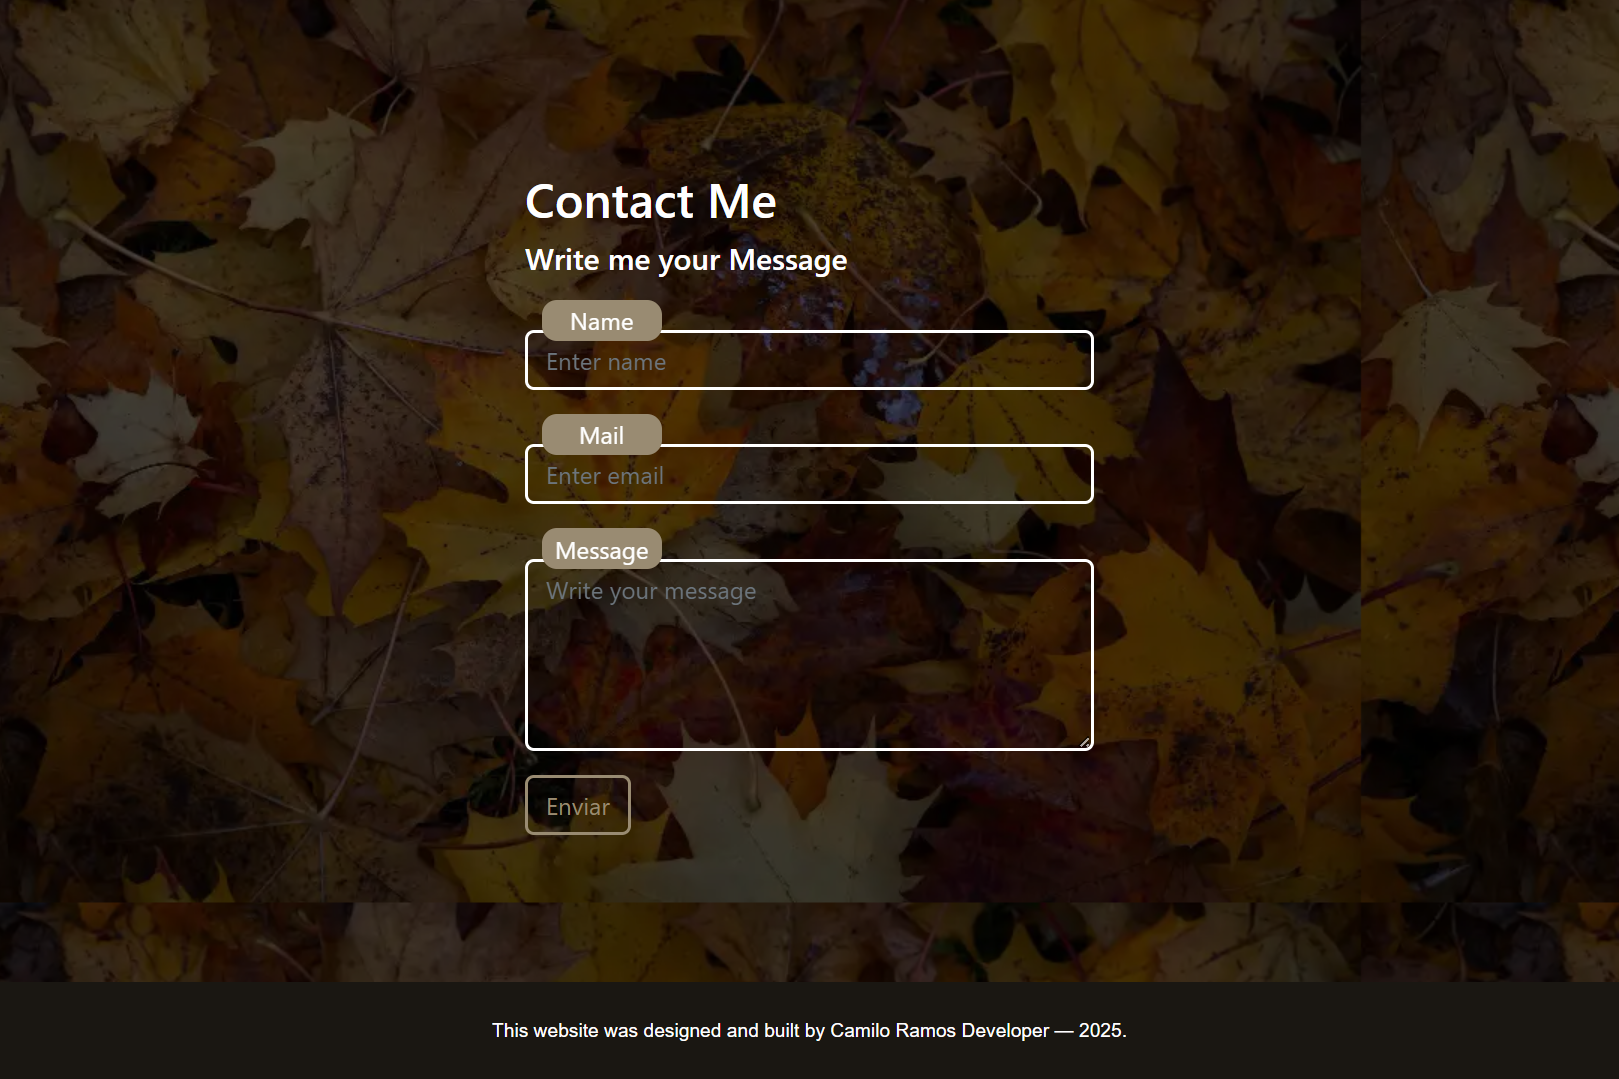 Contact Me
Write me your Message
Name
Enter name
Mail
Enter email
Message
Write your message
Enviar
This website was designed and built by Camilo Ramos Developer — 2025.